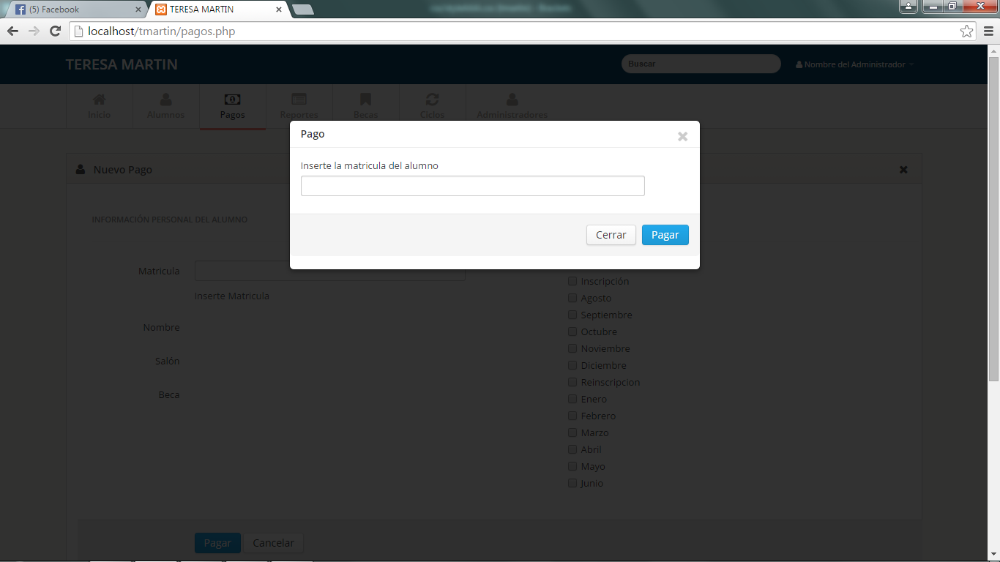 (5) Facebook
TERESA MARTIN
localhost/tmartin/pagos.php
TERESA MARTIN
Buscar
Nombre del Administrador
Inicio
Alumnos
Pagos
Reportes
Becas
Ciclos
Administradores
Pago
Inserte la matricula del alumno
Cerrar
Pagar
Nuevo Pago
INFORMACIÓN PERSONAL DEL ALUMNO
Matricula
Inserte Matricula
Nombre
Salón
Beca
Inscripción
Agosto
Septiembre
Octubre
Noviembre
Diciembre
Reinscripcion
Enero
Febrero
Marzo
Abril
Mayo
Junio
Pagar
Cancelar